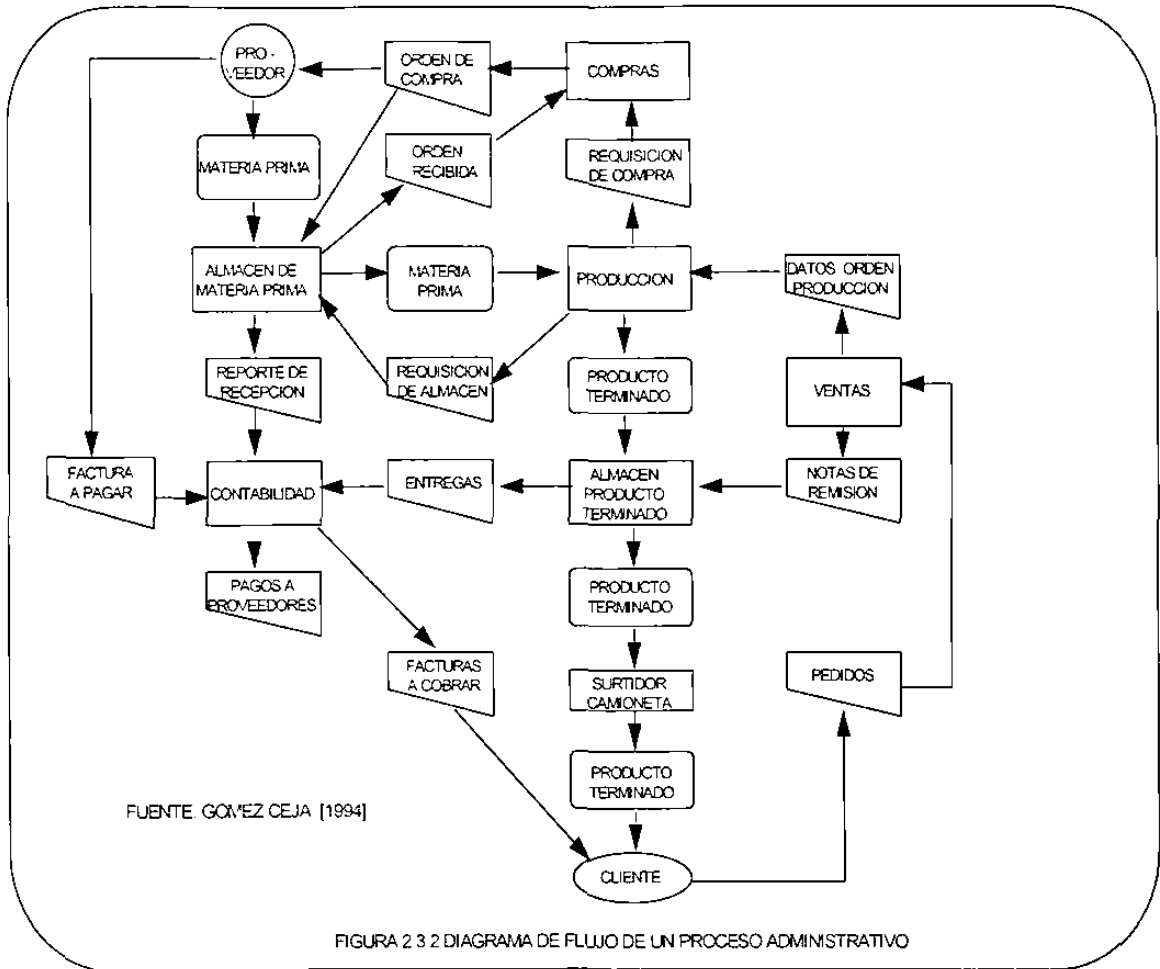 PRO -
VEEDOR
ORDEN DE
COMPRA
COMPRAS
MATERIA PRIMA
ORDEN
RECIBIDA
REQUISICION
DE COMPRA
ALMACEN DE
MATERIA PRIMA
MATERIA
PRIMA
PRODUCCION
DATOS ORDEN
PRODUCCION
REPORTE DE
RECEPCION
REQUISICION
DE ALMACEN
PRODUCTO
TERMINADO
VENTAS
FACTURA
A PAGAR
CONTABILIDAD
ENTREGAS
ALMACEN
PRODUCTO
TERMINADO
NOTAS DE
REMISION
PAGOS A
PROVEEDORES
PRODUCTO
TERMINADO
FACTURAS
A COBRAR
SURTIDOR
CAMIONETA
PEDIDOS
PRODUCTO
TERMINADO
FUENTE. GOMEZ CEJA [1994]
CLIENTE
FIGURA 2 3 2 DIAGRAMA DE FLUJO DE UN PROCESO ADMINISTRATIVO